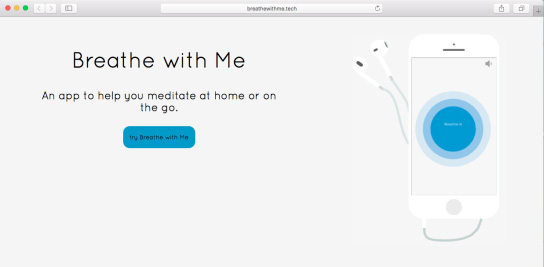 breathewithme.tech
Breathe with Me
An app to help you meditate at home or on
the go.
try Breathe with Me
Breathe in